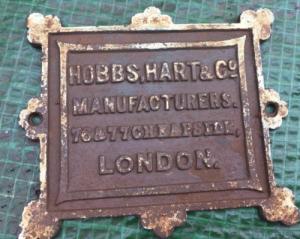 HOBBS, HART & Co
MANUFACTURERS.
76 & 77 CHEAPSIDE,
LONDON.